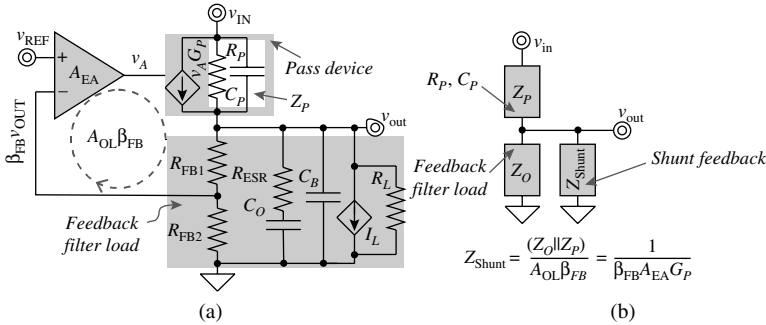 v_IN
v_REF
+
−
A_EA
v_A
v_A G_P
R_P
C_P
Pass device
Z_P
v_out
β_FB v_OUT
A_OL β_FB
R_FB1
R_ESR
C_B
R_L
C_O
I_L
R_FB2
Feedback
filter load
(a)
v_in
R_P, C_P
Z_P
v_out
Feedback
filter load
Z_O
Z_Shunt
Shunt feedback
Z_Shunt = (Z_O||Z_P) / A_OL β_FB = 1 / β_FB A_EA G_P
(b)